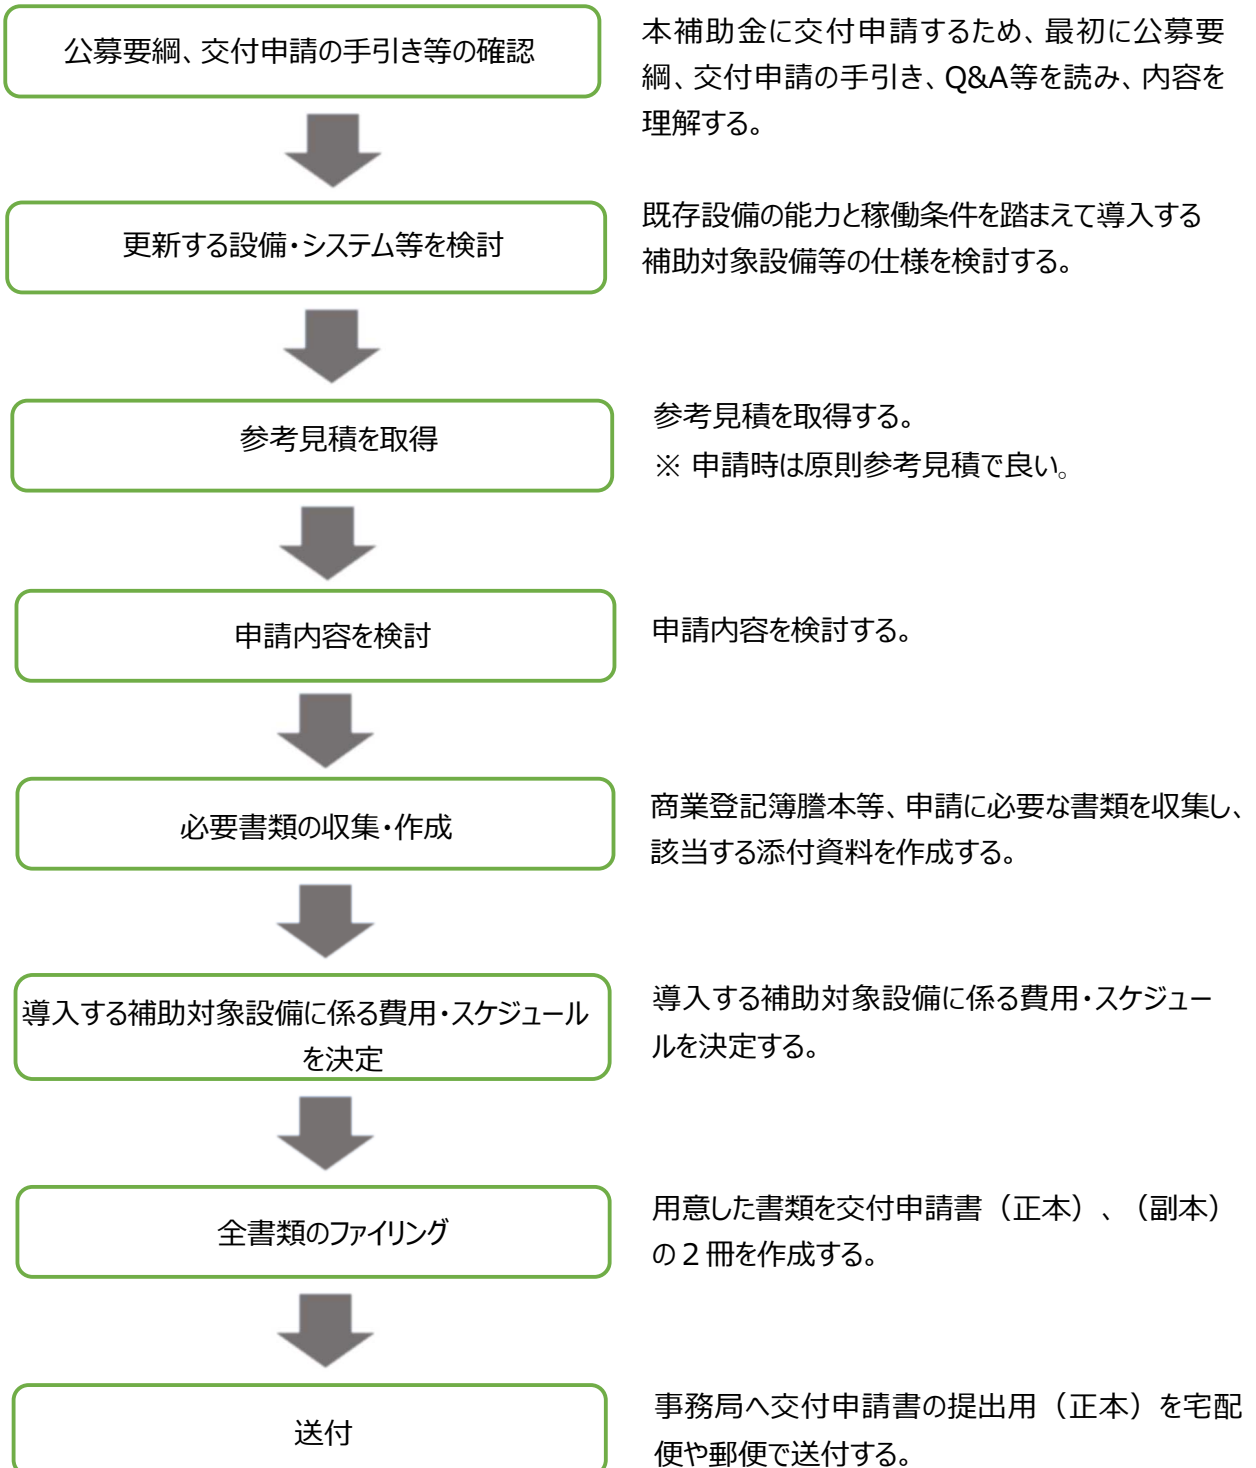 公募要綱、交付申請の手引き等の確認
本補助金に交付申請するため、最初に公募要
綱、交付申請の手引き、Q&A等を読み、内容を
理解する。
更新する設備・システム等を検討
既存設備の能力と稼働条件を踏まえて導入する
補助対象設備等の仕様を検討する。
参考見積を取得
参考見積を取得する。
※ 申請時は原則参考見積で良い。
申請内容を検討
申請内容を検討する。
必要書類の収集・作成
商業登記簿謄本等、申請に必要な書類を収集し、
該当する添付資料を作成する。
導入する補助対象設備に係る費用・スケジュール
を決定
導入する補助対象設備に係る費用・スケジュー
ルを決定する。
全書類のファイリング
用意した書類を交付申請書（正本）、（副本）
の２冊を作成する。
送付
事務局へ交付申請書の提出用（正本）を宅配
便や郵便で送付する。